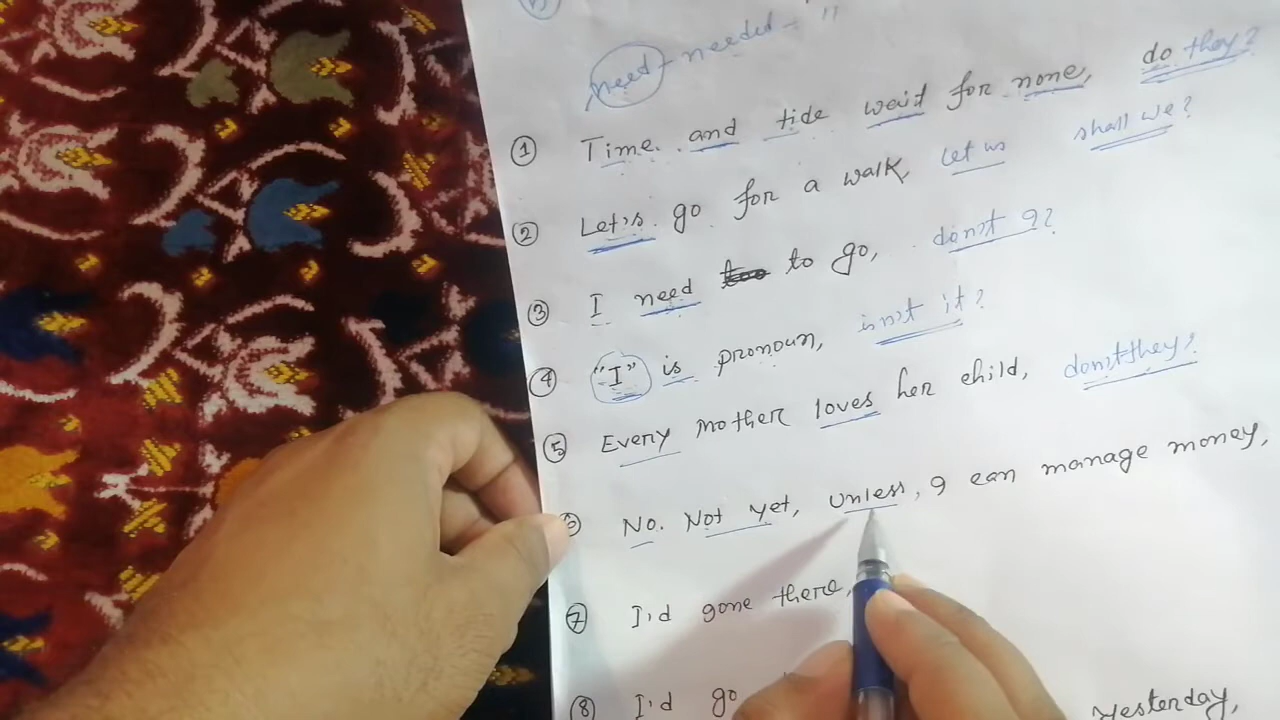 need - needed - "
① Time and tide wait for none, do they?
② Let's go for a walk, Let us shall we?
③ I need to go, don't I?
④ "I" is pronoun, isn't it?
⑤ Every mother loves her child, don't they?
⑥ No. Not yet, unless, I can manage money,
⑦ I'd gone there,
⑧ I'd go Yesterday,